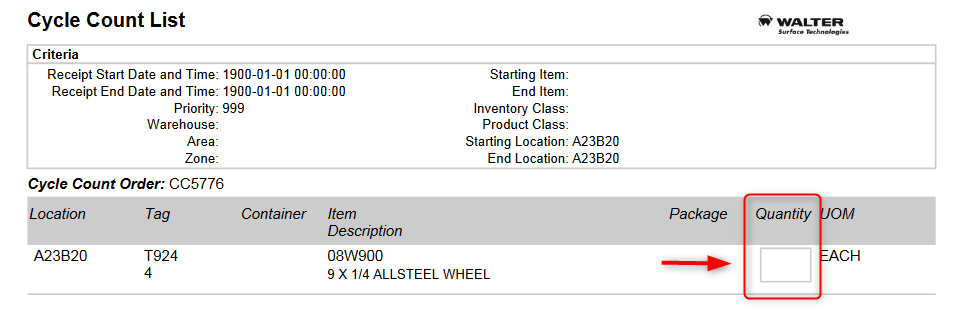 Cycle Count List
WALTER
Surface Technologies
Criteria
Receipt Start Date and Time: 1900-01-01 00:00:00
Starting Item:
Receipt End Date and Time: 1900-01-01 00:00:00
End Item:
Priority: 999
Inventory Class:
Warehouse:
Product Class:
Area:
Starting Location: A23B20
Zone:
End Location: A23B20
Cycle Count Order: CC5776
Location Tag Container Item Package Quantity UOM
Description
A23B20 T924 08W900 EACH
4 9 X 1/4 ALLSTEEL WHEEL